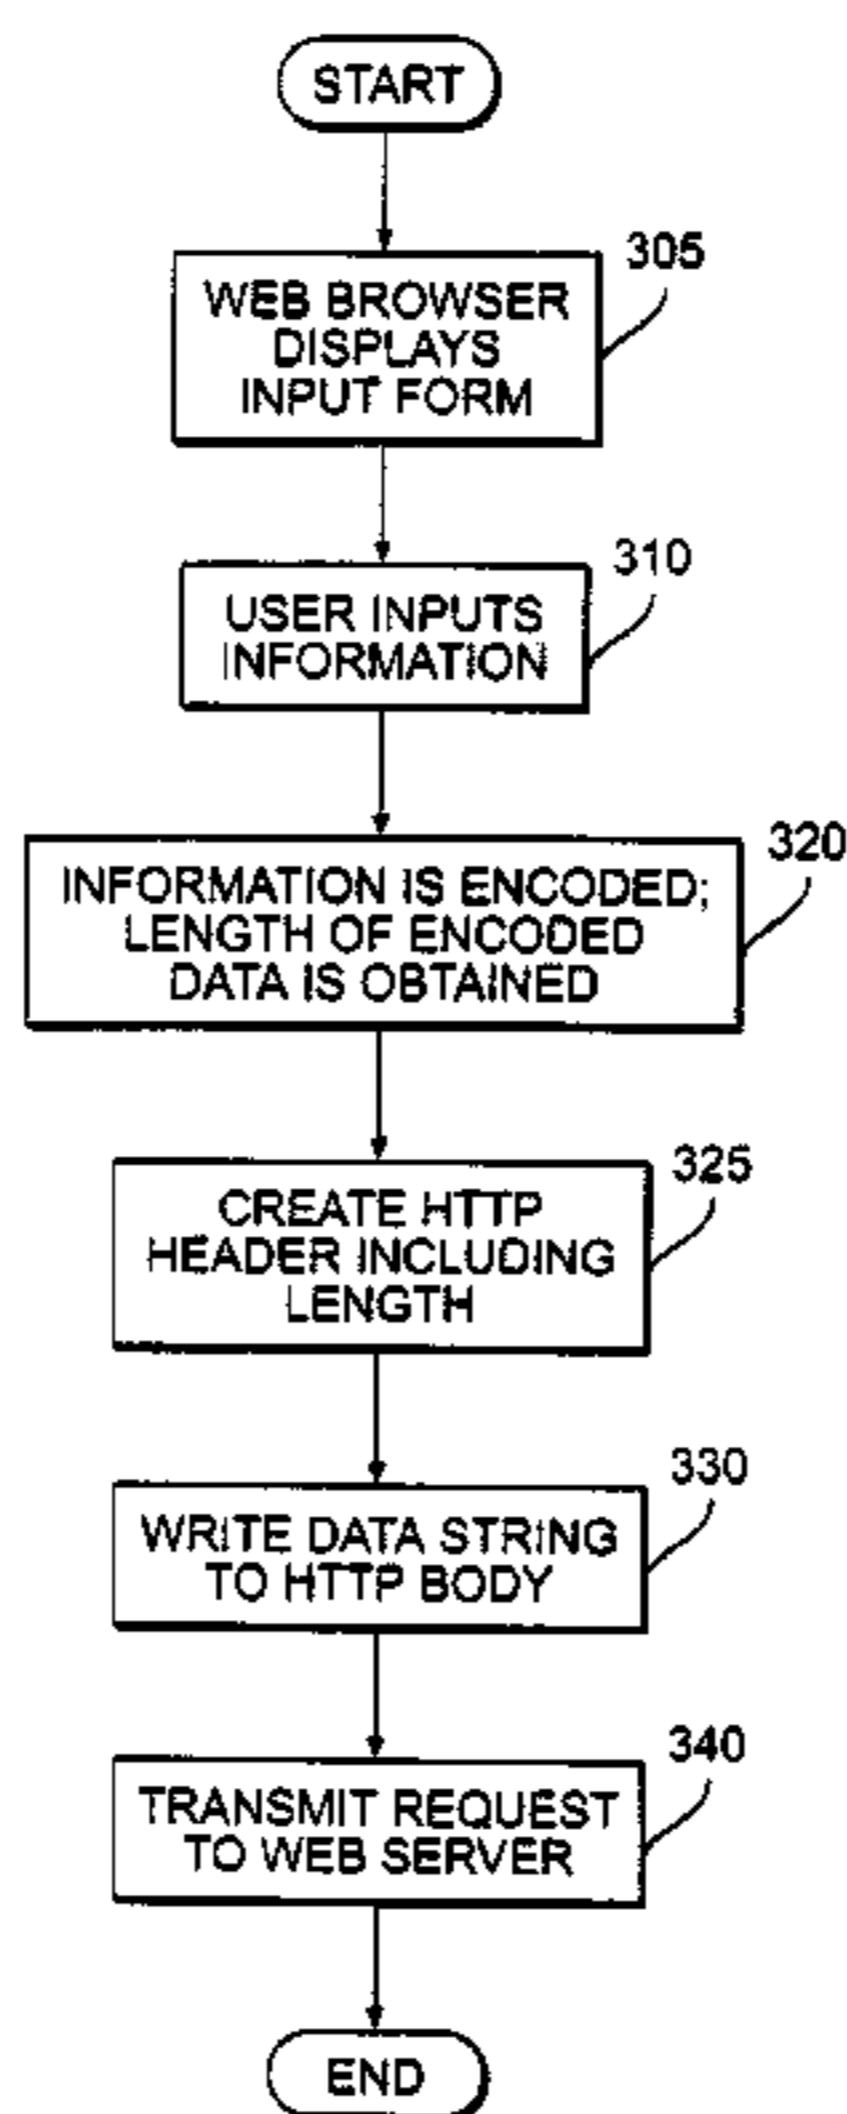 START
305
WEB BROWSER
DISPLAYS
INPUT FORM
310
USER INPUTS
INFORMATION
320
INFORMATION IS ENCODED;
LENGTH OF ENCODED
DATA IS OBTAINED
325
CREATE HTTP
HEADER INCLUDING
LENGTH
330
WRITE DATA STRING
TO HTTP BODY
340
TRANSMIT REQUEST
TO WEB SERVER
END